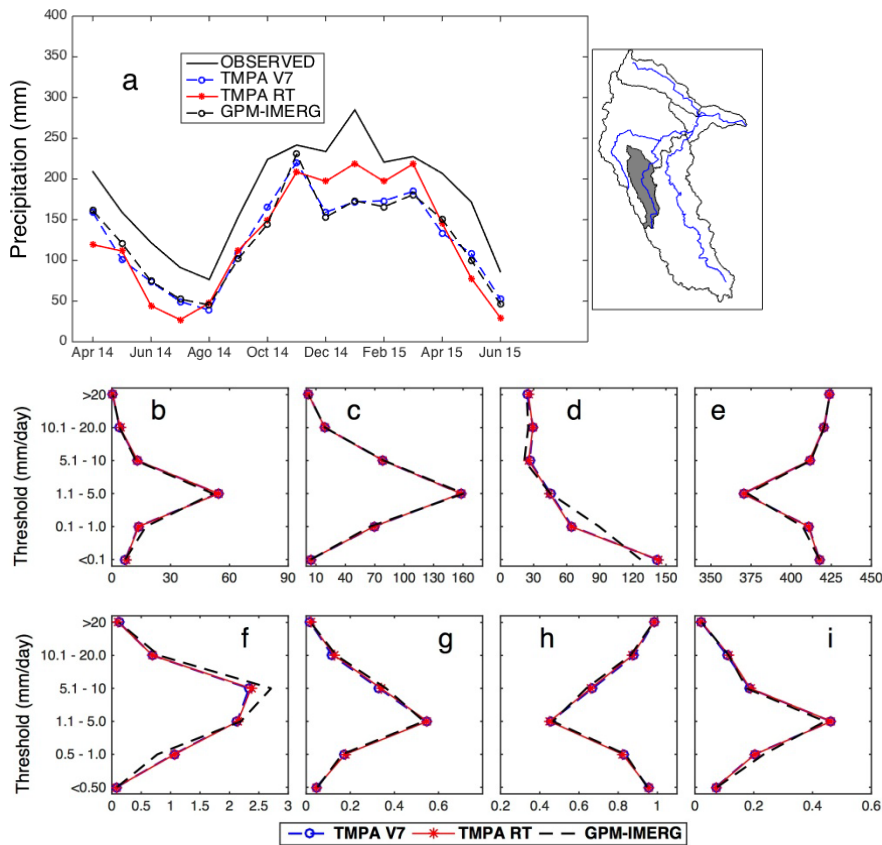 400
350
300
250
200
150
100
50
0
Precipitation (mm)
a
OBSERVED
TMPA V7
TMPA RT
GPM-IMERG
Apr 14 Jun 14 Ago 14 Oct 14 Dec 14 Feb 15 Apr 15 Jun 15
Threshold (mm/day)
>20
10.1 - 20.0
5.1 - 10
1.1 - 5.0
0.1 - 1.0
<0.1
b c d e
0 30 60 90 10 40 70 100 130 160 0 30 60 90 120 150 350 400 450
Threshold (mm/day)
>20
10.1 - 20.0
5.1 - 10
1.1 - 5.0
0.5 - 1.0
<0.50
f g h i
0 0.5 1 1.5 2 2.5 3 0 0.2 0.4 0.6 0.4 0.6 0.8 1 0 0.2 0.4 0.6
TMPA V7 TMPA RT GPM-IMERG